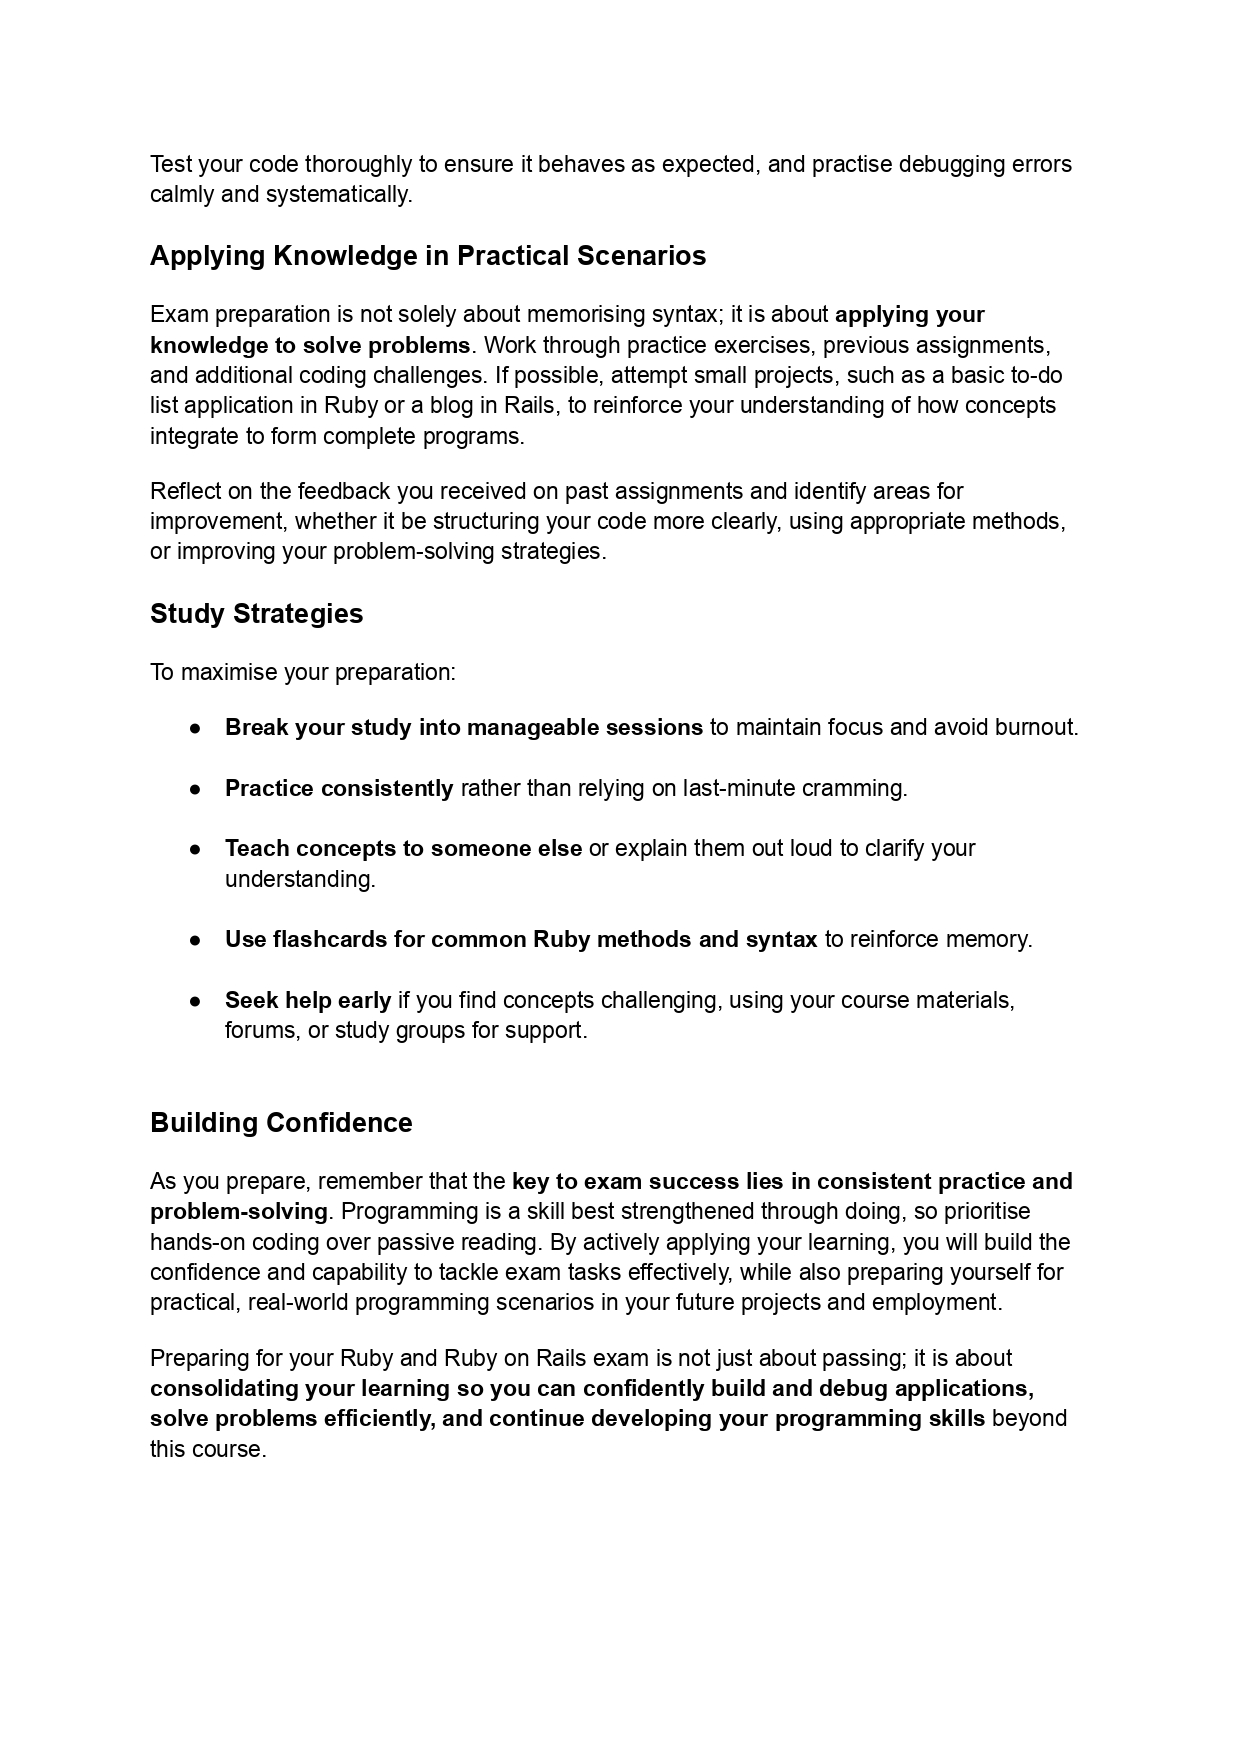 Test your code thoroughly to ensure it behaves as expected, and practise debugging errors
calmly and systematically.
Applying Knowledge in Practical Scenarios
Exam preparation is not solely about memorising syntax; it is about applying your
knowledge to solve problems. Work through practice exercises, previous assignments,
and additional coding challenges. If possible, attempt small projects, such as a basic to-do
list application in Ruby or a blog in Rails, to reinforce your understanding of how concepts
integrate to form complete programs.
Reflect on the feedback you received on past assignments and identify areas for
improvement, whether it be structuring your code more clearly, using appropriate methods,
or improving your problem-solving strategies.
Study Strategies
To maximise your preparation:
● Break your study into manageable sessions to maintain focus and avoid burnout.
● Practice consistently rather than relying on last-minute cramming.
● Teach concepts to someone else or explain them out loud to clarify your
understanding.
● Use flashcards for common Ruby methods and syntax to reinforce memory.
● Seek help early if you find concepts challenging, using your course materials,
forums, or study groups for support.
Building Confidence
As you prepare, remember that the key to exam success lies in consistent practice and
problem-solving. Programming is a skill best strengthened through doing, so prioritise
hands-on coding over passive reading. By actively applying your learning, you will build the
confidence and capability to tackle exam tasks effectively, while also preparing yourself for
practical, real-world programming scenarios in your future projects and employment.
Preparing for your Ruby and Ruby on Rails exam is not just about passing; it is about
consolidating your learning so you can confidently build and debug applications,
solve problems efficiently, and continue developing your programming skills beyond
this course.